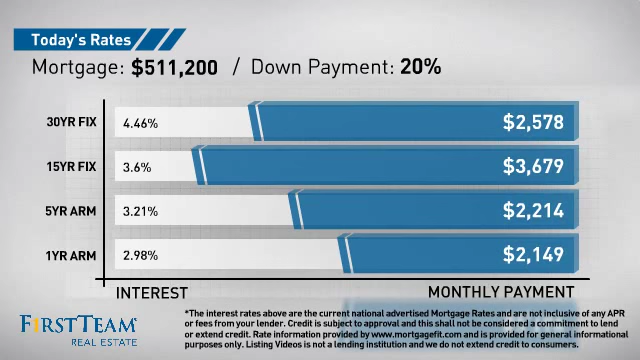 Today's Rates
Mortgage: $511,200 / Down Payment: 20%
30YR FIX 4.46% $2,578
15YR FIX 3.6% $3,679
5YR ARM 3.21% $2,214
1YR ARM 2.98% $2,149
INTEREST MONTHLY PAYMENT
FIRSTTEAM®
REAL ESTATE
*The interest rates above are the current national advertised Mortgage Rates and are not inclusive of any APR
or fees from your lender. Credit is subject to approval and this shall not be considered a commitment to lend
or extend credit. Rate information provided by www.mortgagefit.com and is provided for general informational
purposes only. Listing Videos is not a lending institution and we do not extend credit to consumers.